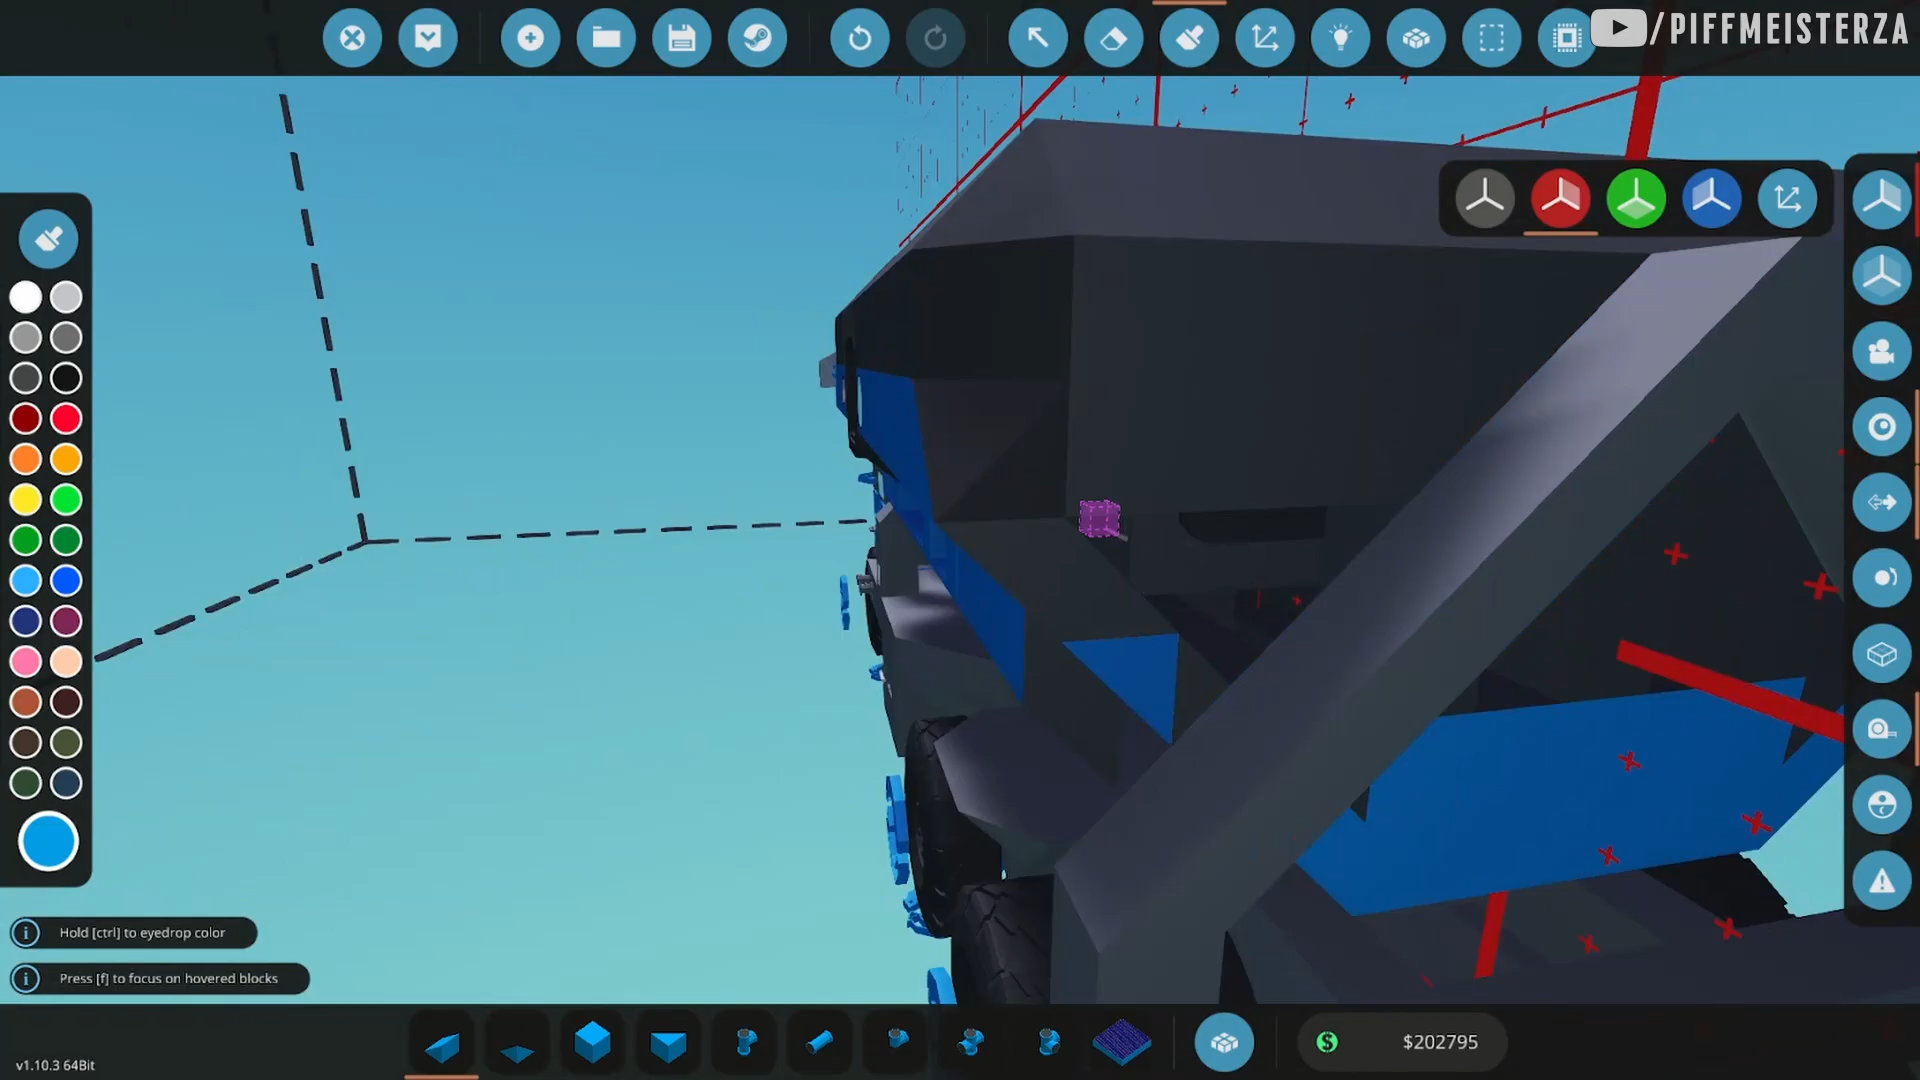 /PIFFMEISTERZA
Hold [ctrl] to eyedrop color
Press [f] to focus on hovered blocks
v1.10.3 64Bit
$202795